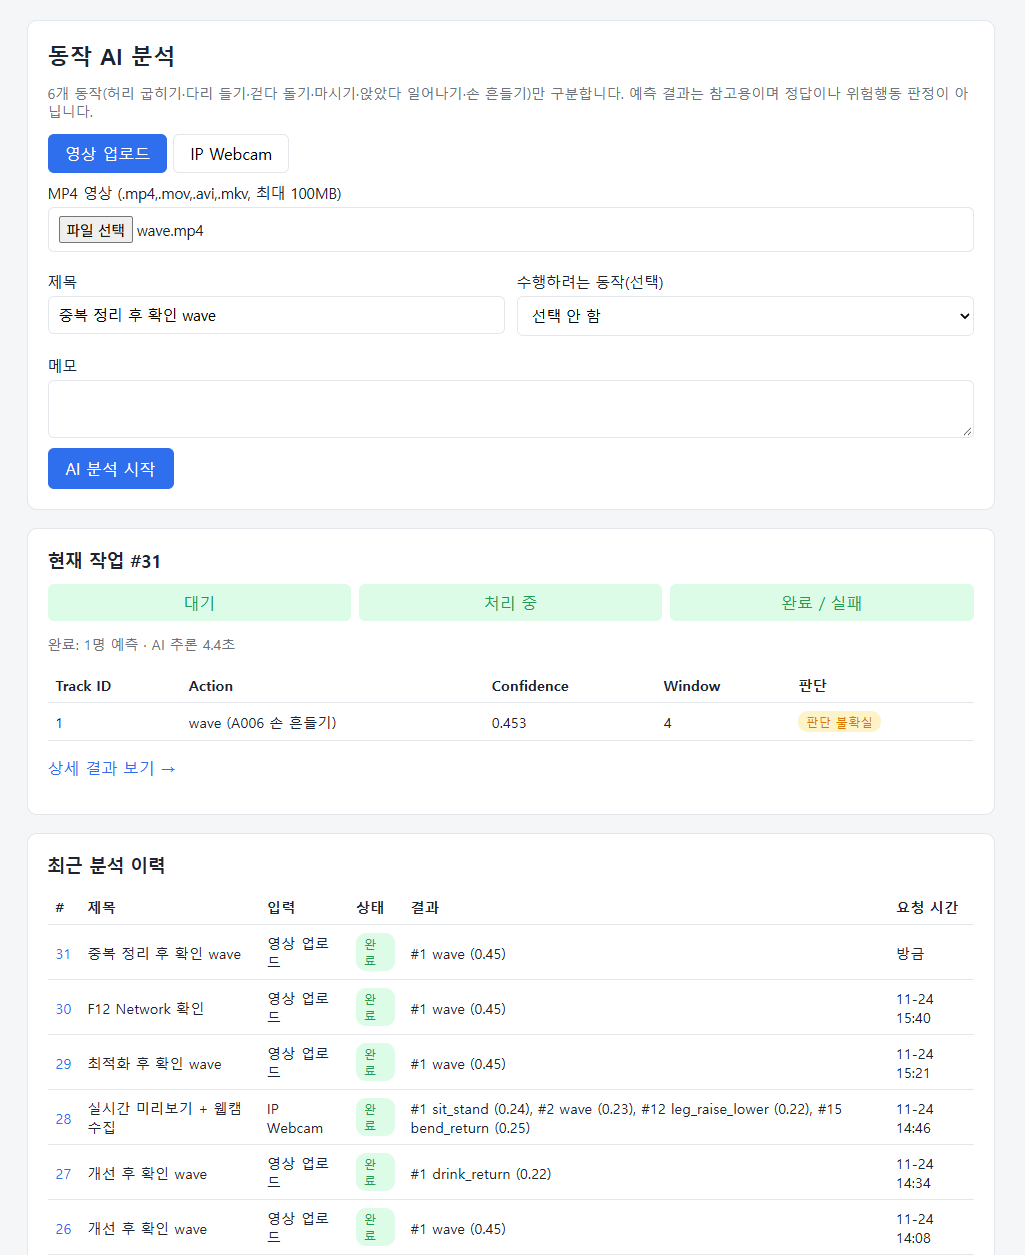 동작 AI 분석
6개 동작(허리 굽히기·다리 들기·걷다 돌기·마시기·앉았다 일어나기·손 흔들기)만 구분합니다. 예측 결과는 참고용이며 정답이나 위험행동 판정이 아
닙니다.
영상 업로드 IP Webcam
MP4 영상 (.mp4,.mov,.avi,.mkv, 최대 100MB)
파일 선택 wave.mp4
제목 수행하려는 동작(선택)
중복 정리 후 확인 wave 선택 안 함
메모
AI 분석 시작
현재 작업 #31
대기 처리 중 완료 / 실패
완료: 1명 예측 · AI 추론 4.4초
Track ID Action Confidence Window 판단
1 wave (A006 손 흔들기) 0.453 4 판단 불확실
상세 결과 보기 →
최근 분석 이력
# 제목 입력 상태 결과 요청 시간
31 중복 정리 후 확인 wave 영상 업로드 완료 #1 wave (0.45) 방금
30 F12 Network 확인 영상 업로드 완료 #1 wave (0.45) 11-24 15:40
29 최적화 후 확인 wave 영상 업로드 완료 #1 wave (0.45) 11-24 15:21
28 실시간 미리보기 + 웹캠 수집 IP Webcam 완료 #1 sit_stand (0.24), #2 wave (0.23), #12 leg_raise_lower (0.22), #15 bend_return (0.25) 11-24 14:46
27 개선 후 확인 wave 영상 업로드 완료 #1 drink_return (0.22) 11-24 14:34
26 개선 후 확인 wave 영상 업로드 완료 #1 wave (0.45) 11-24 14:08